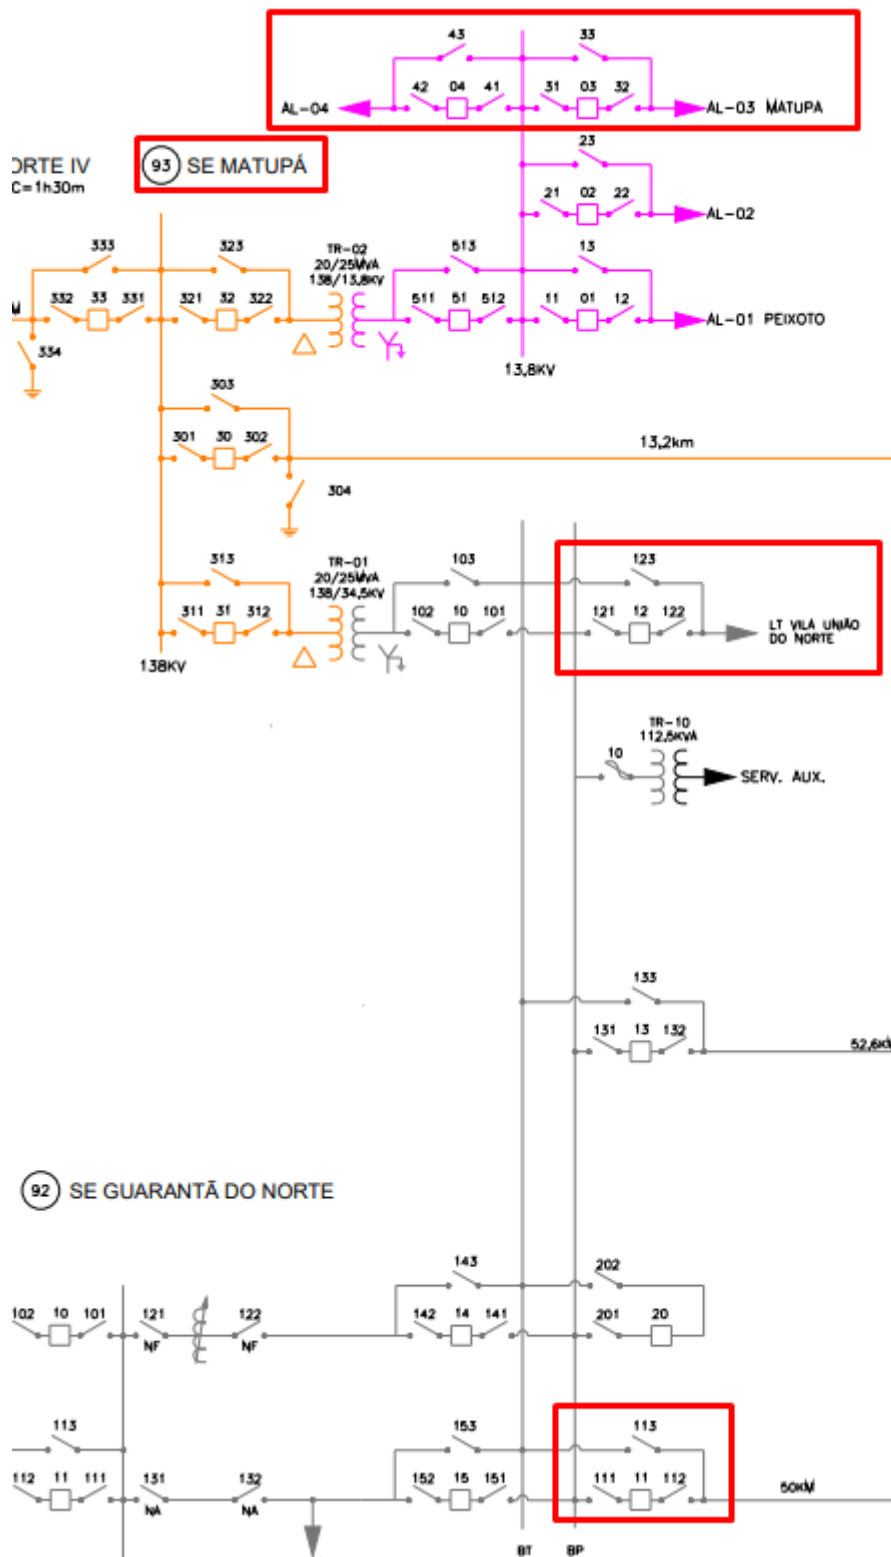 43
33
42
04
41
31
03
32
AL-04
AL-03 MATUPA
23
ORTE IV
C=1h30m
93
SE MATUPÁ
21
02
22
AL-02
333
323
TR-02
20/25MVA
138/13,8KV
513
13
M
332
33
331
321
32
322
511
51
512
11
01
12
AL-01 PEIXOTO
334
13,8KV
303
301
30
302
13,2km
304
313
TR-01
20/25MVA
138/34,5KV
103
123
311
31
312
102
10
101
121
12
122
LT VILA UNIÃO
DO NORTE
138KV
TR-10
112,5KVA
10
SERV. AUX.
133
131
13
132
52,6K
92
SE GUARANTÃ DO NORTE
143
202
102
10
101
121
122
142
14
141
201
20
NF
NF
113
153
113
112
11
111
131
132
152
15
151
111
11
112
50KM
NA
NA
BT
BP